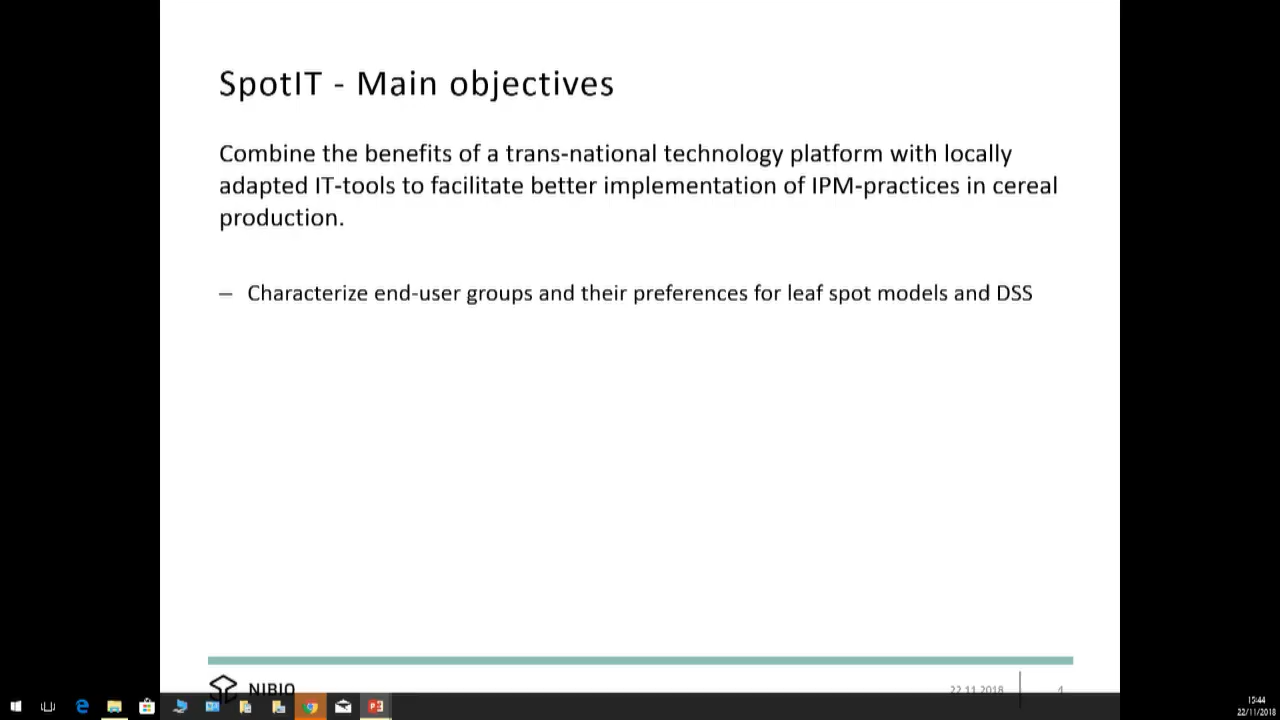 SpotIT - Main objectives
Combine the benefits of a trans-national technology platform with locally
adapted IT-tools to facilitate better implementation of IPM-practices in cereal
production.
– Characterize end-user groups and their preferences for leaf spot models and DSS
NIBIO
22.11.2018
4
15:44
22/11/2018